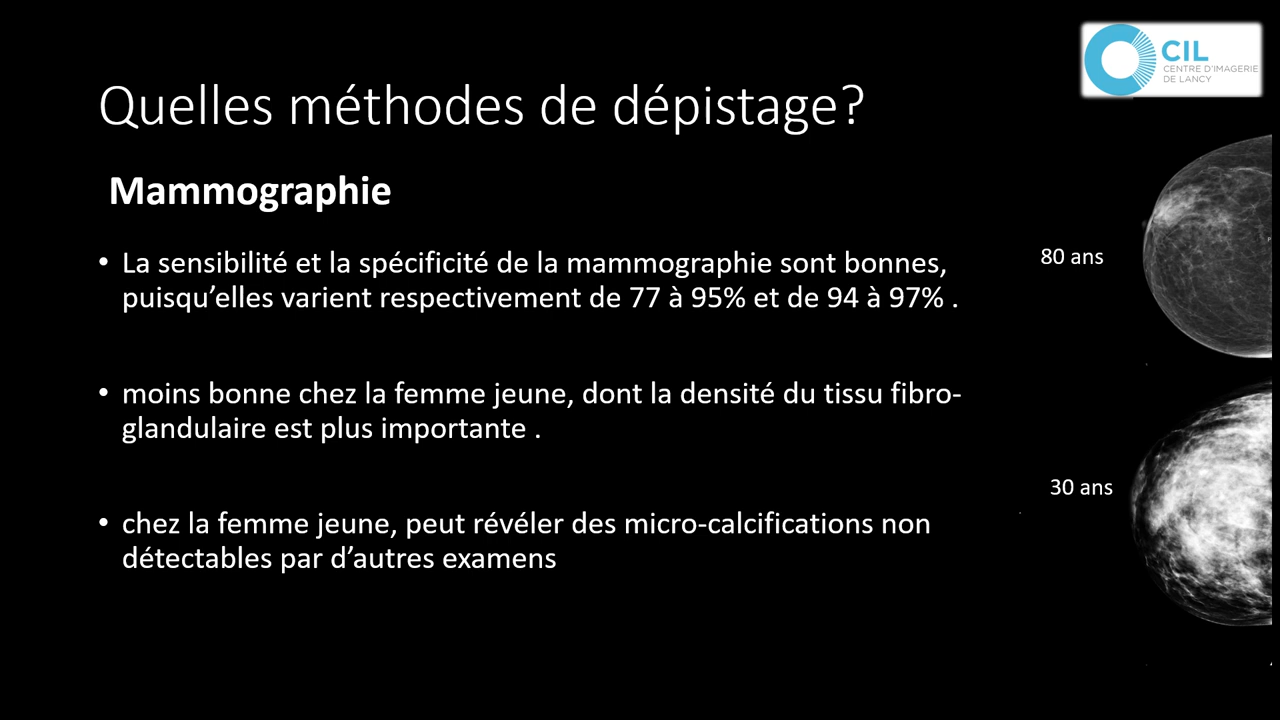 CIL
CENTRE D'IMAGERIE
DE LANCY
Quelles méthodes de dépistage?
Mammographie
• La sensibilité et la spécificité de la mammographie sont bonnes,
puisqu’elles varient respectivement de 77 à 95% et de 94 à 97% .
80 ans
• moins bonne chez la femme jeune, dont la densité du tissu fibro-
glandulaire est plus importante .
30 ans
• chez la femme jeune, peut révéler des micro-calcifications non
détectables par d’autres examens